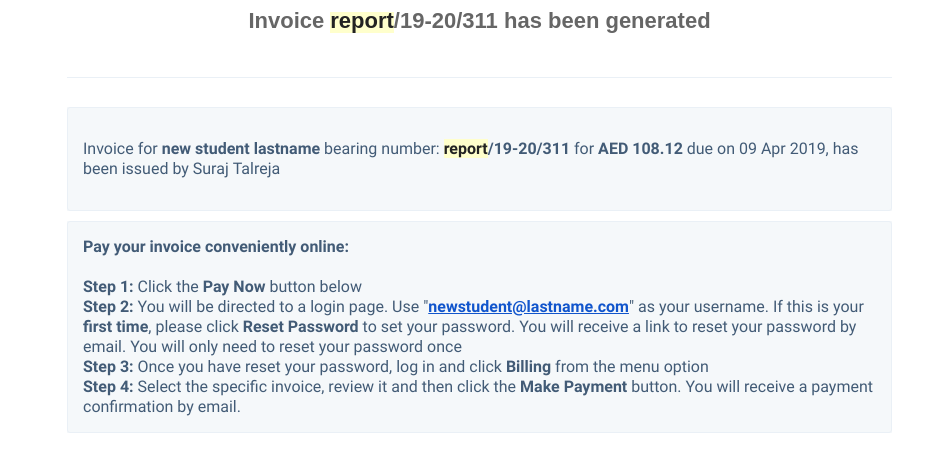 Invoice report/19-20/311 has been generated
Invoice for new student lastname bearing number: report/19-20/311 for AED 108.12 due on 09 Apr 2019, has
been issued by Suraj Talreja
Pay your invoice conveniently online:
Step 1: Click the Pay Now button below
Step 2: You will be directed to a login page. Use "newstudent@lastname.com" as your username. If this is your
first time, please click Reset Password to set your password. You will receive a link to reset your password by
email. You will only need to reset your password once
Step 3: Once you have reset your password, log in and click Billing from the menu option
Step 4: Select the specific invoice, review it and then click the Make Payment button. You will receive a payment
confirmation by email.